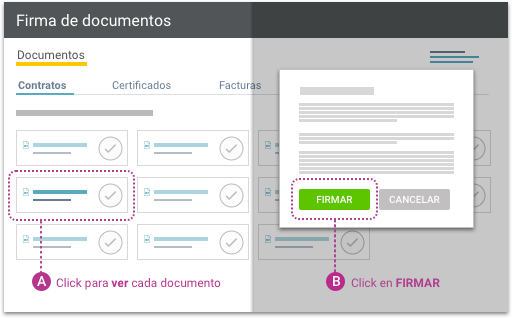 Firma de documentos
Documentos
Contratos Certificados Facturas
FIRMAR CANCELAR
A Click para ver cada documento
B Click en FIRMAR